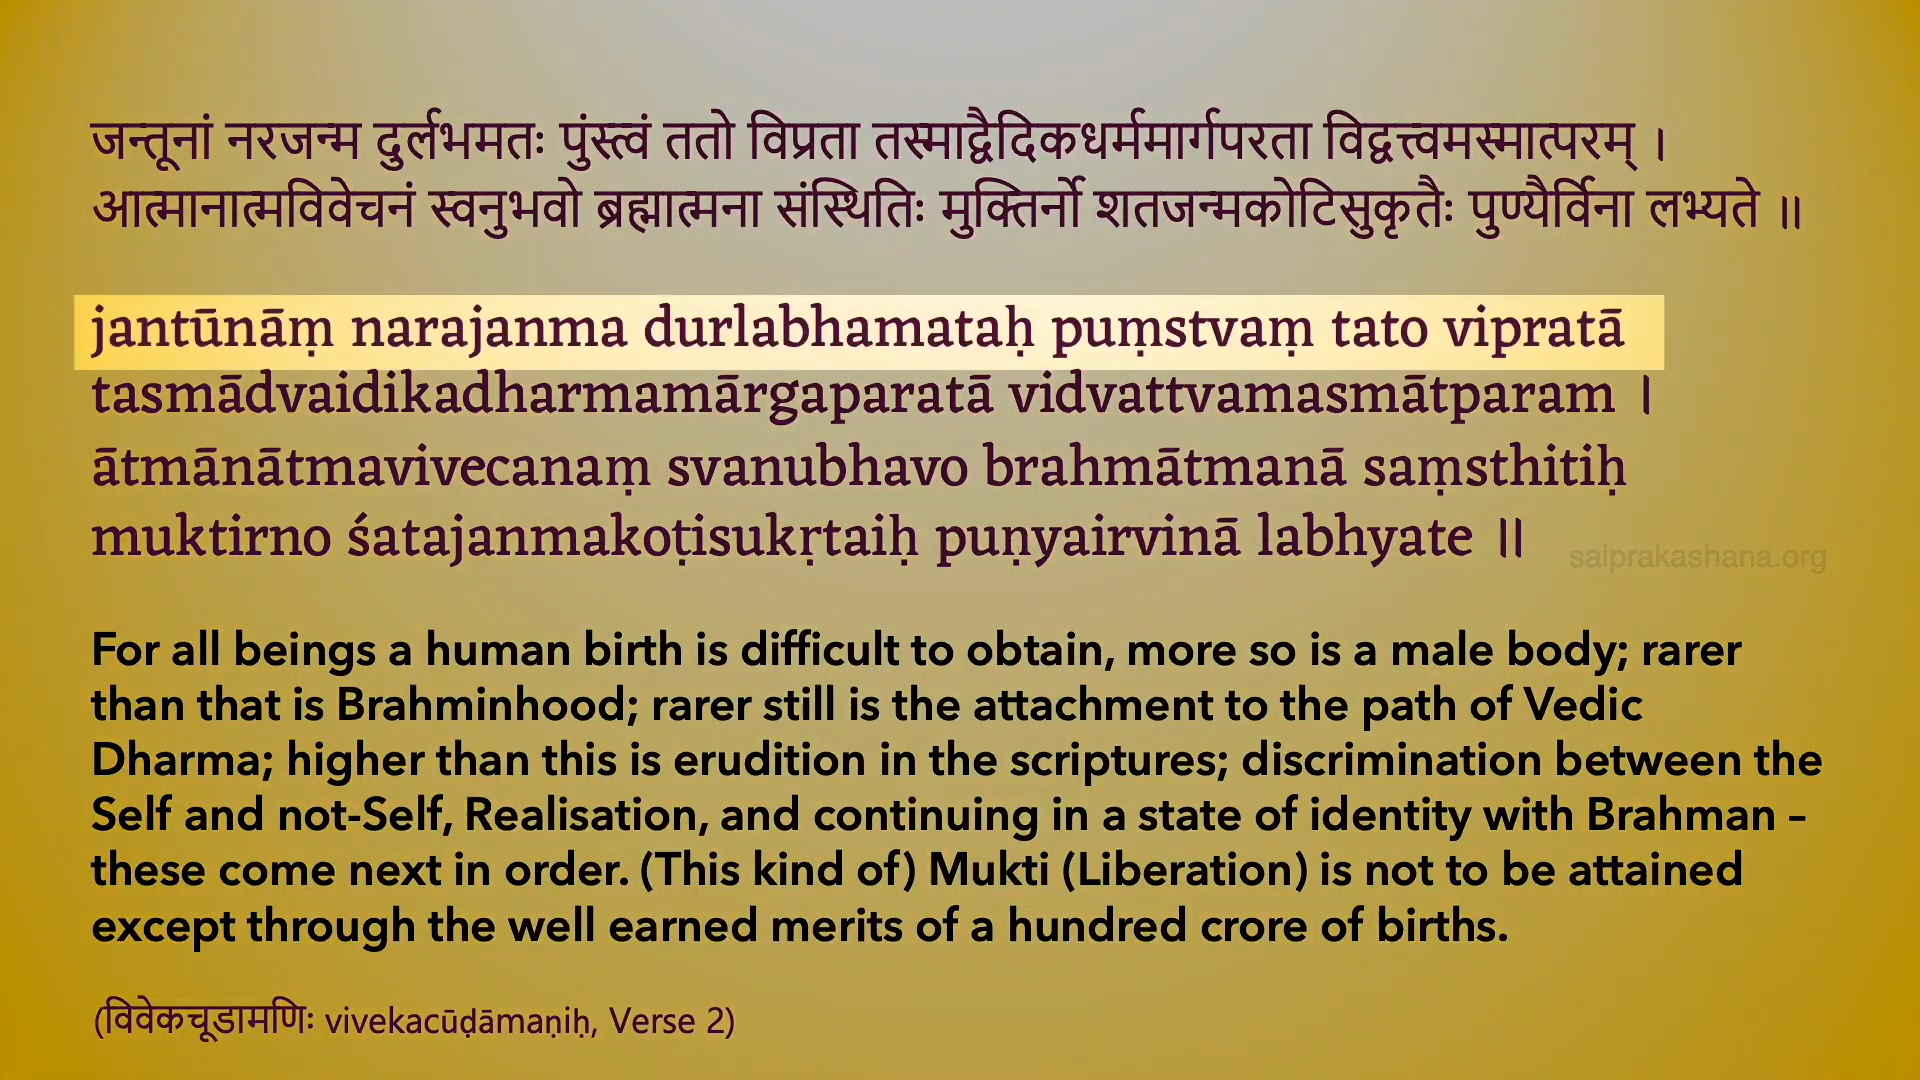 जन्तूनां नरजन्म दुर्लभमतः पुंस्त्वं ततो विप्रता तस्माद्वैदिकधर्ममार्गपरता विद्वत्त्वमस्मात्परम् ।
आत्मानात्मविवेचनं स्वनुभवो ब्रह्मात्मना संस्थितिः मुक्तिर्नो शतजन्मकोटिसुकृतैः पुण्यैर्विना लभ्यते ॥
jantūnāṃ narajanma durlabhamataḥ puṃstvaṃ tato vipratā
tasmādvaidikadharmamārgaparatā vidvattvamasmātparam ।
ātmānātmavivecanaṃ svanubhavo brahmātmanā saṃsthitiḥ
muktirno śatajanmakoṭisukṛtaiḥ puṇyairvinā labhyate ॥
saiprakashana.org
For all beings a human birth is difficult to obtain, more so is a male body; rarer
than that is Brahminhood; rarer still is the attachment to the path of Vedic
Dharma; higher than this is erudition in the scriptures; discrimination between the
Self and not-Self, Realisation, and continuing in a state of identity with Brahman –
these come next in order. (This kind of) Mukti (Liberation) is not to be attained
except through the well earned merits of a hundred crore of births.
(विवेकचूडामणिः vivekacūḍāmaṇiḥ, Verse 2)